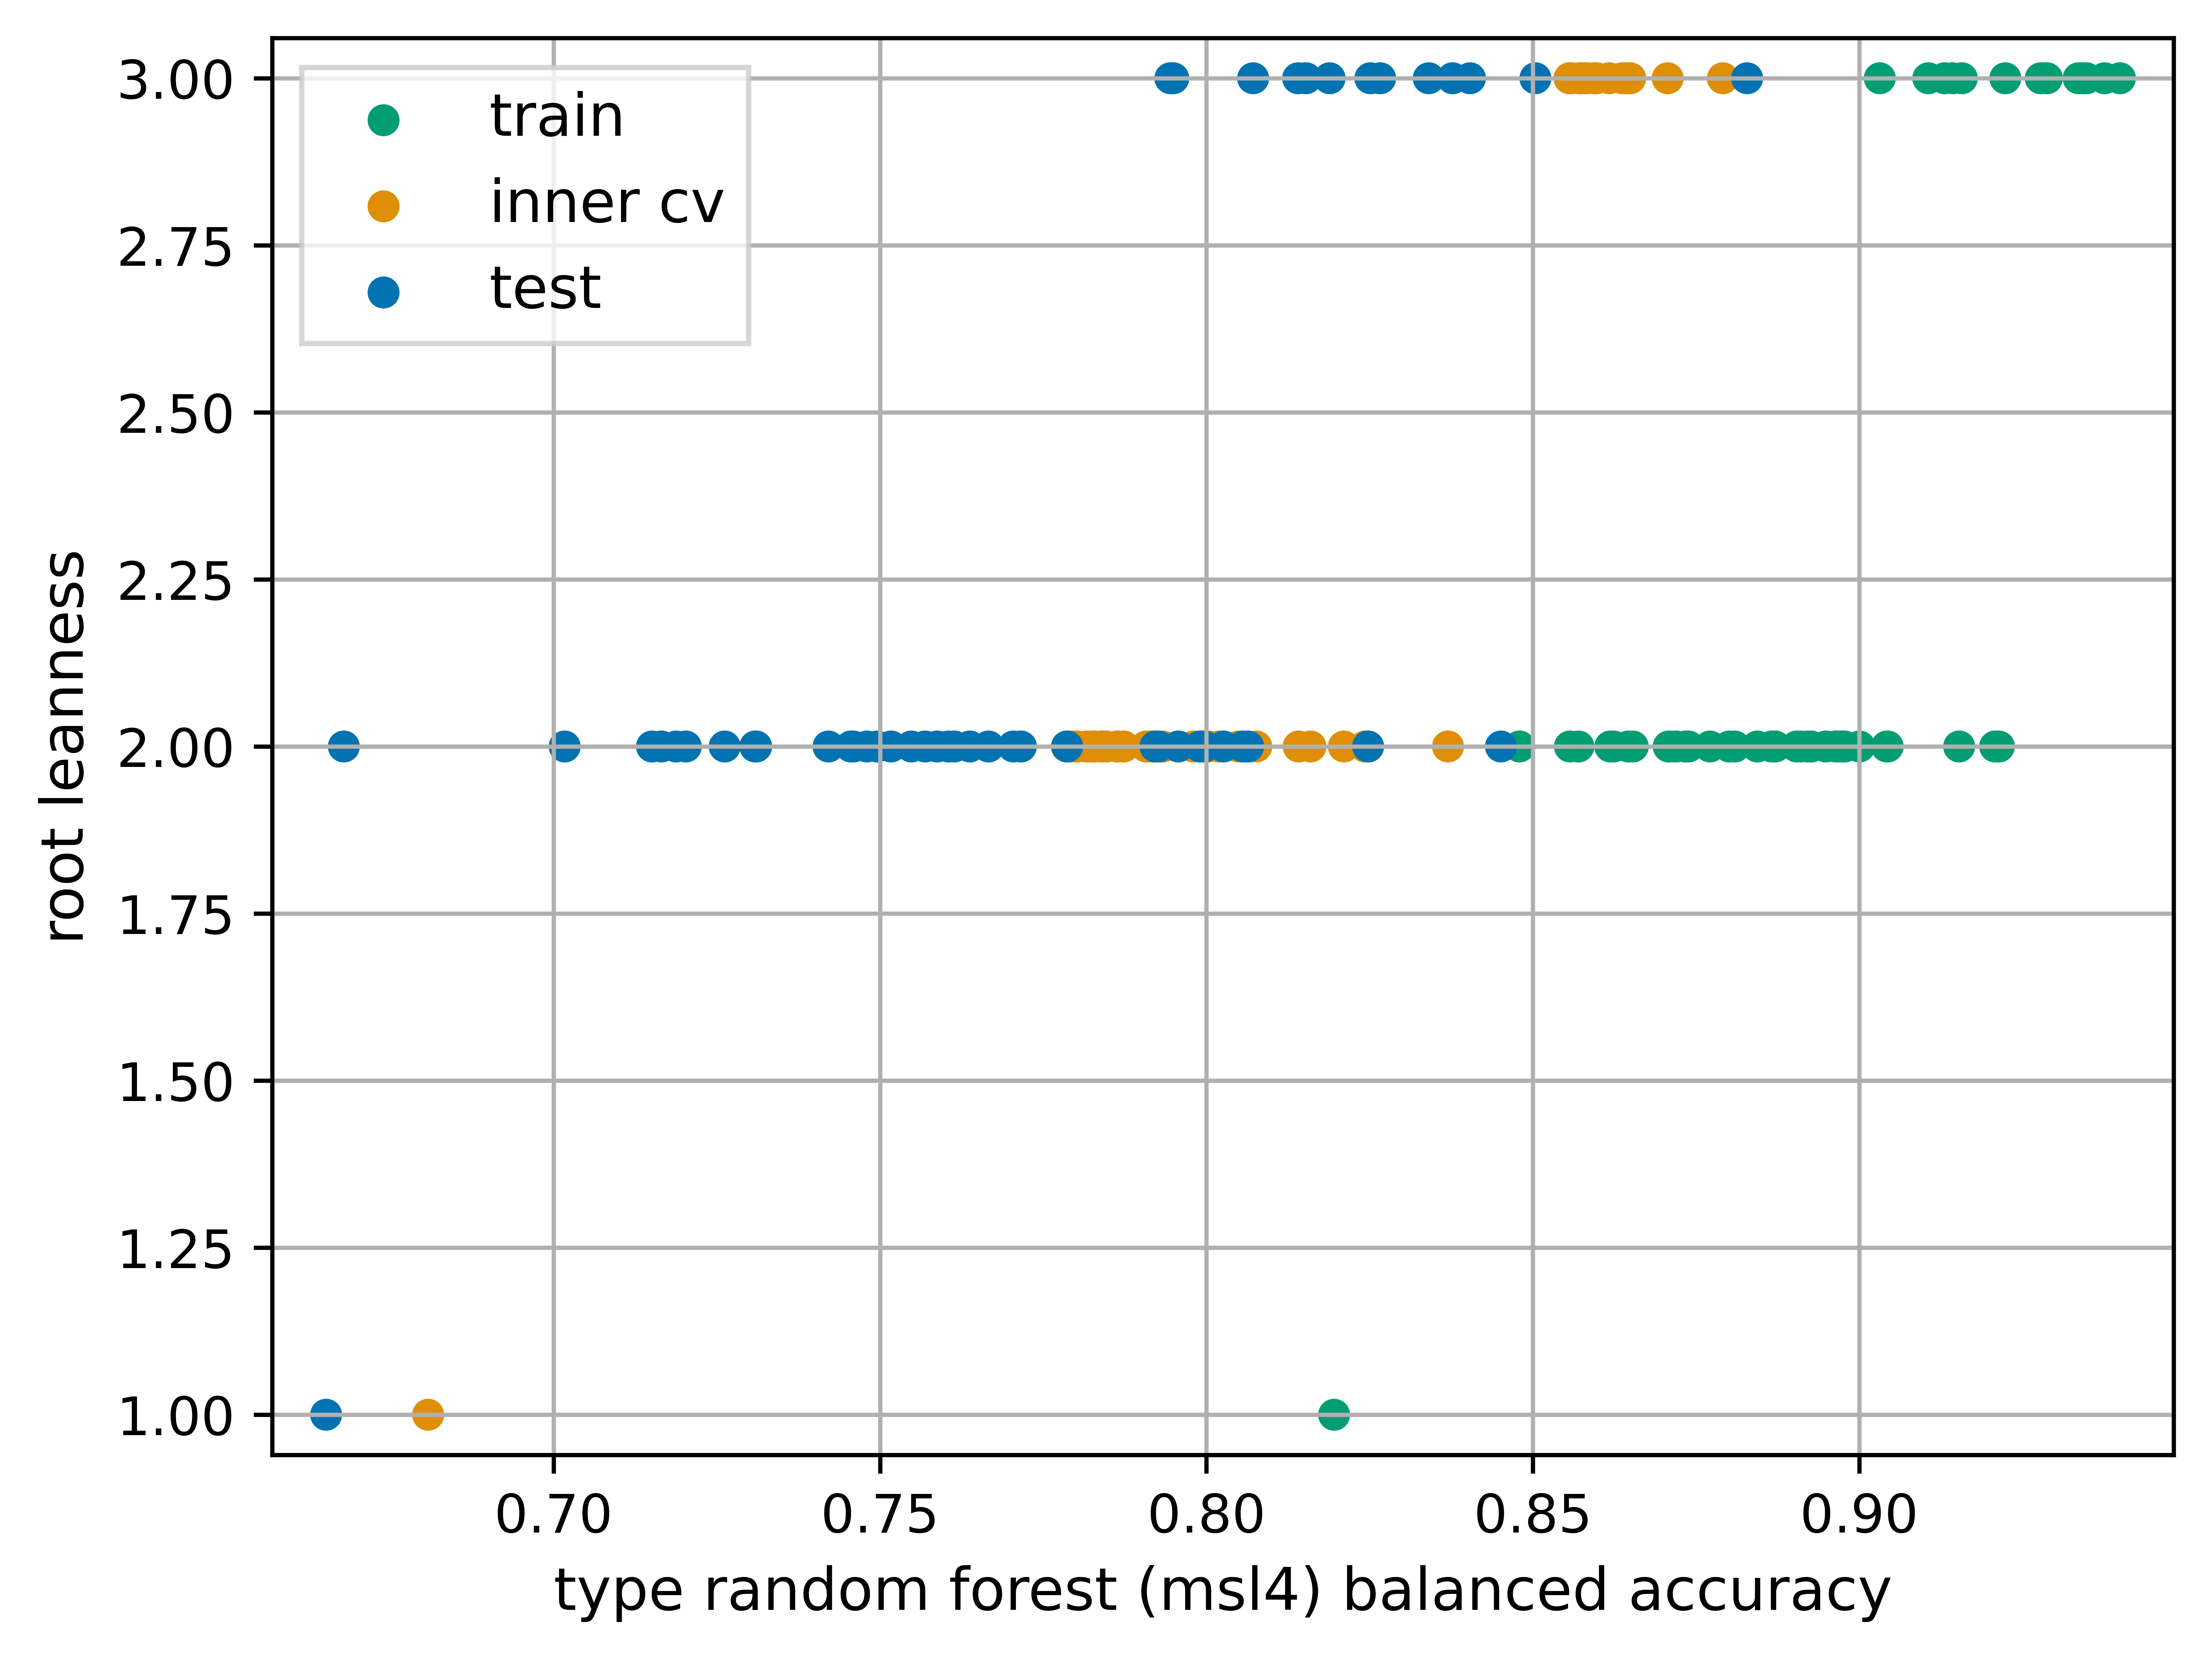 train
inner cv
test
3.00
2.75
2.50
2.25
2.00
1.75
1.50
1.25
1.00
root leanness
0.70 0.75 0.80 0.85 0.90
type random forest (msl4) balanced accuracy